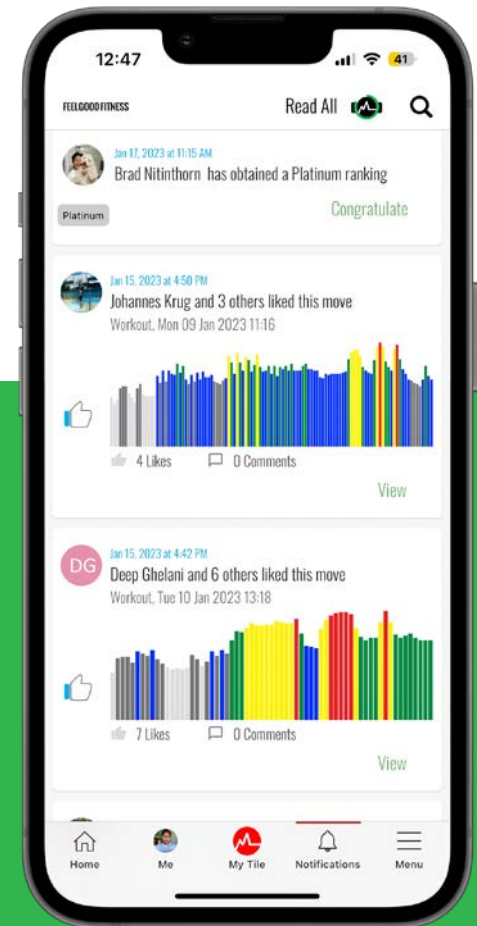 12:47
41
FEELGOOD FITNESS
Read All
Jan 17, 2023 at 11:15 AM
Brad Nitinthorn has obtained a Platinum ranking
Platinum
Congratulate
Jan 15, 2023 at 4:50 PM
Johannes Krug and 3 others liked this move
Workout, Mon 09 Jan 2023 11:16
4 Likes 0 Comments
View
DG
Jan 15, 2023 at 4:42 PM
Deep Ghelani and 6 others liked this move
Workout, Tue 10 Jan 2023 13:18
7 Likes 0 Comments
View
Home Me My Tile Notifications Menu